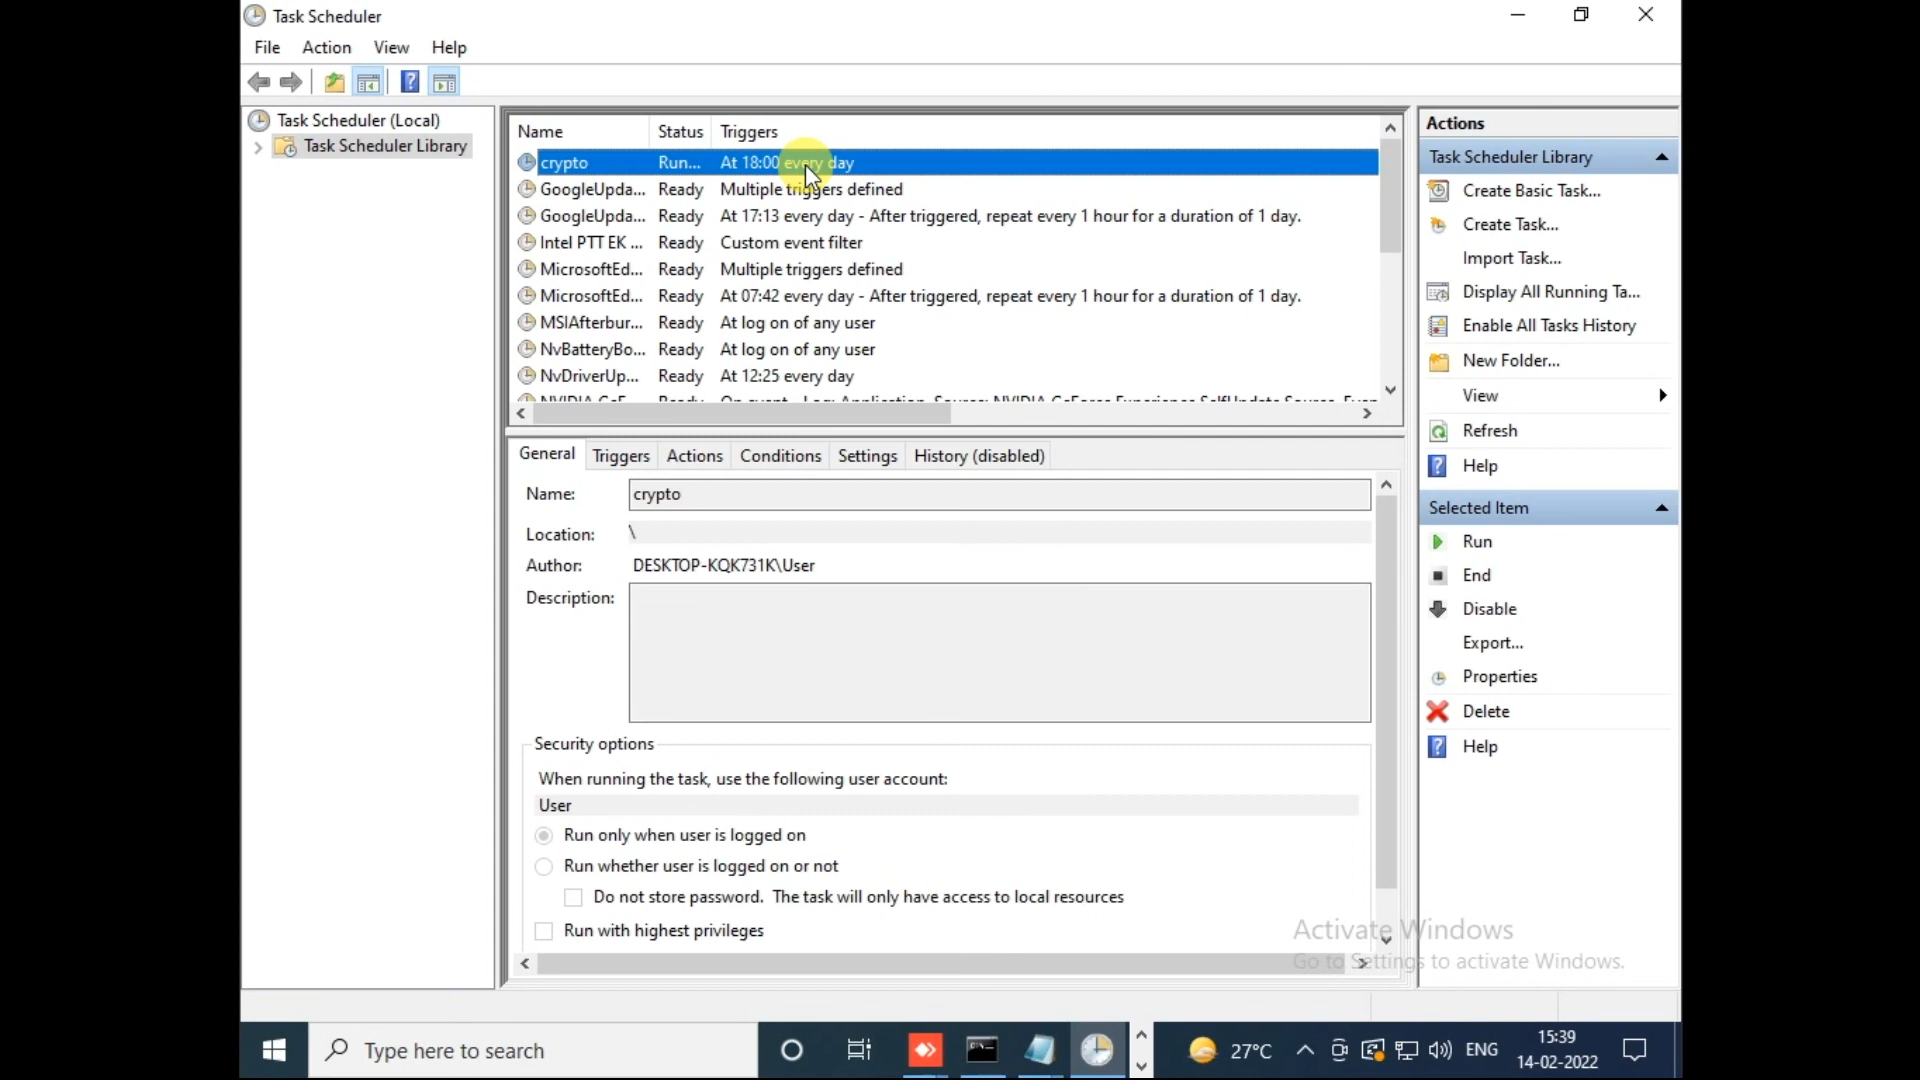 Task Scheduler
File Action View Help
Task Scheduler (Local)
Task Scheduler Library
Name Status Triggers
crypto Run... At 18:00 every day
GoogleUpda... Ready Multiple triggers defined
GoogleUpda... Ready At 17:13 every day - After triggered, repeat every 1 hour for a duration of 1 day.
Intel PTT EK ... Ready Custom event filter
MicrosoftEd... Ready Multiple triggers defined
MicrosoftEd... Ready At 07:42 every day - After triggered, repeat every 1 hour for a duration of 1 day.
MSIAfterbur... Ready At log on of any user
NvBatteryBo... Ready At log on of any user
NvDriverUp... Ready At 12:25 every day
General Triggers Actions Conditions Settings History (disabled)
Name: crypto
Location: \
Author: DESKTOP-KQK731K\User
Description:
Security options
When running the task, use the following user account:
User
Run only when user is logged on
Run whether user is logged on or not
Do not store password. The task will only have access to local resources
Run with highest privileges
Actions
Task Scheduler Library
Create Basic Task...
Create Task...
Import Task...
Display All Running Ta...
Enable All Tasks History
New Folder...
View
Refresh
Help
Selected Item
Run
End
Disable
Export...
Properties
Delete
Help
Activate Windows
Go to Settings to activate Windows.
Type here to search
27°C
ENG
15:39
14-02-2022